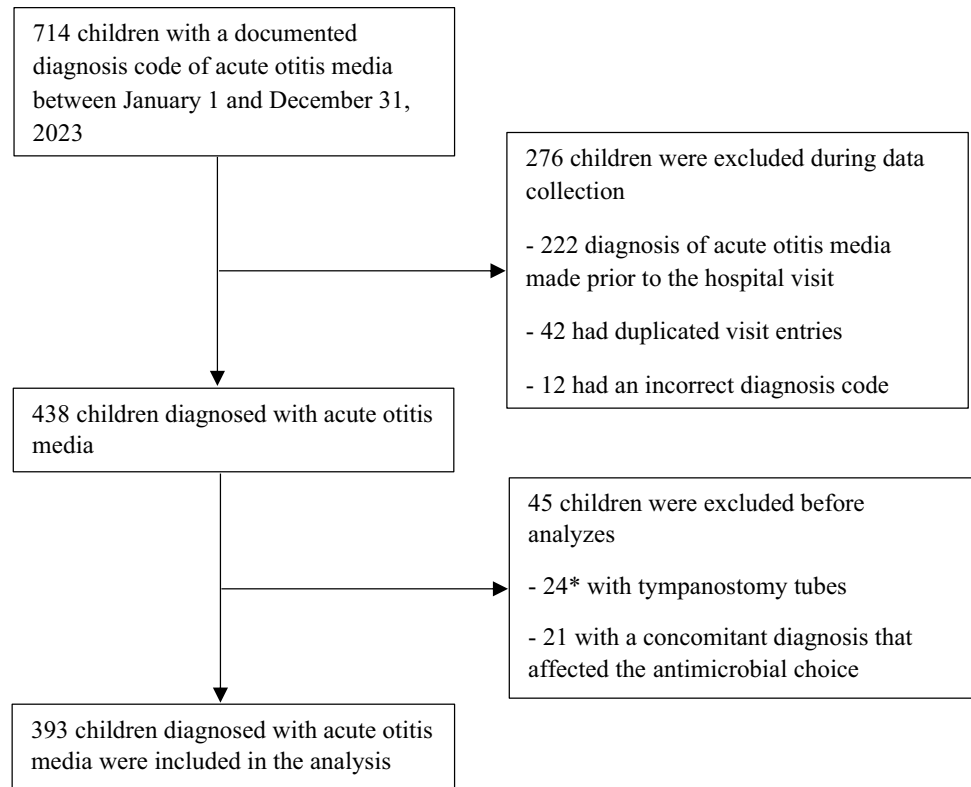 714 children with a documented
diagnosis code of acute otitis media
between January 1 and December 31,
2023
276 children were excluded during data
collection
- 222 diagnosis of acute otitis media
made prior to the hospital visit
- 42 had duplicated visit entries
- 12 had an incorrect diagnosis code
438 children diagnosed with acute otitis
media
45 children were excluded before
analyzes
- 24* with tympanostomy tubes
- 21 with a concomitant diagnosis that
affected the antimicrobial choice
393 children diagnosed with acute otitis
media were included in the analysis